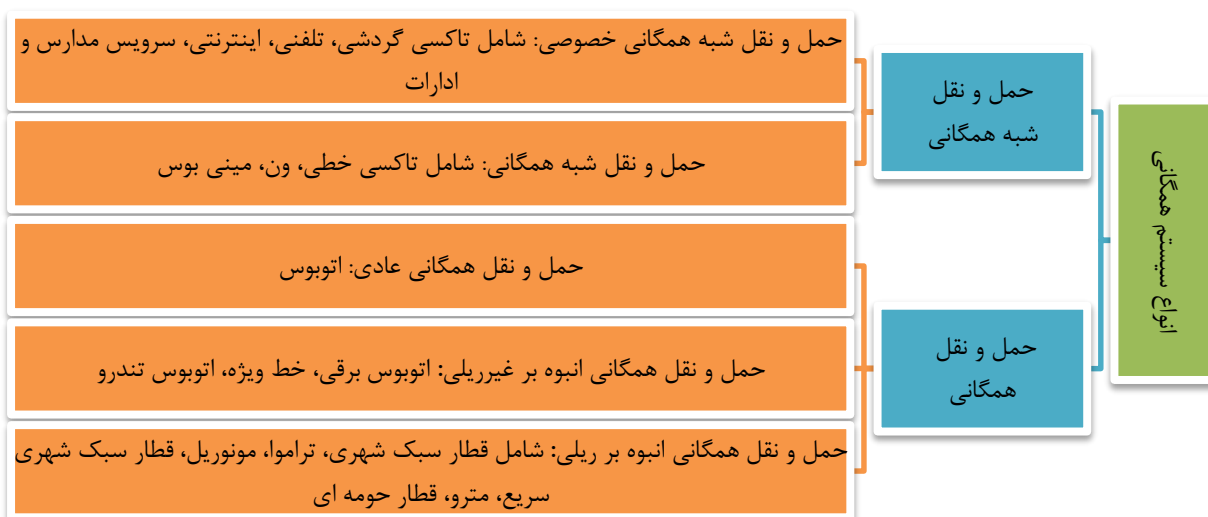 انواع سیستم همگانی
حمل و نقل
شبه همگانی
حمل و نقل شبه همگانی خصوصی: شامل تاکسی گردشی، تلفنی، اینترنتی، سرویس مدارس و
ادارات
حمل و نقل شبه همگانی: شامل تاکسی خطی، ون، مینی بوس
حمل و نقل
همگانی
حمل و نقل همگانی عادی: اتوبوس
حمل و نقل همگانی انبوه بر غیرریلی: اتوبوس برقی، خط ویژه، اتوبوس تندرو
حمل و نقل همگانی انبوه بر ریلی: شامل قطار سبک شهری، تراموا، مونوریل، قطار سبک شهری
سریع، مترو، قطار حومه ای